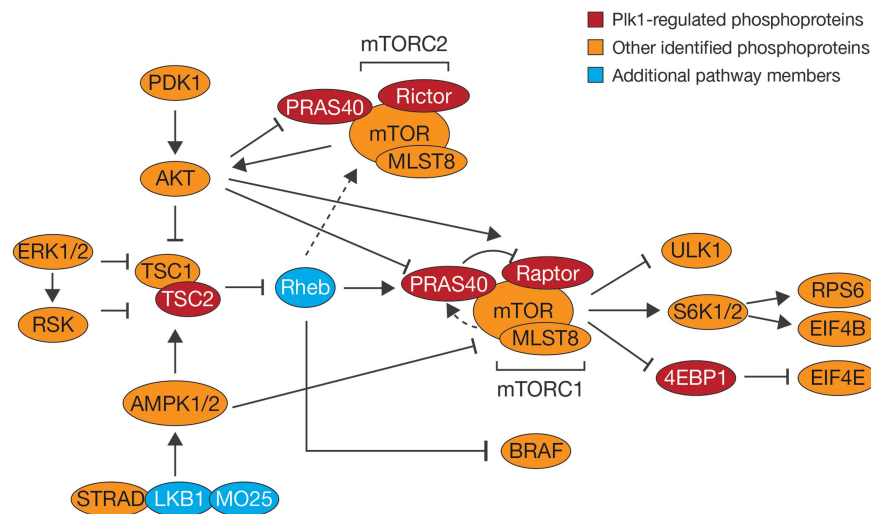 Plk1-regulated phosphoproteins
Other identified phosphoproteins
Additional pathway members
mTORC2
PDK1
PRAS40
Rictor
mTOR
MLST8
AKT
ERK1/2
TSC1
TSC2
RSK
Rheb
PRAS40
Raptor
mTOR
MLST8
mTORC1
ULK1
S6K1/2
RPS6
EIF4B
4EBP1
EIF4E
AMPK1/2
BRAF
STRAD
LKB1
MO25